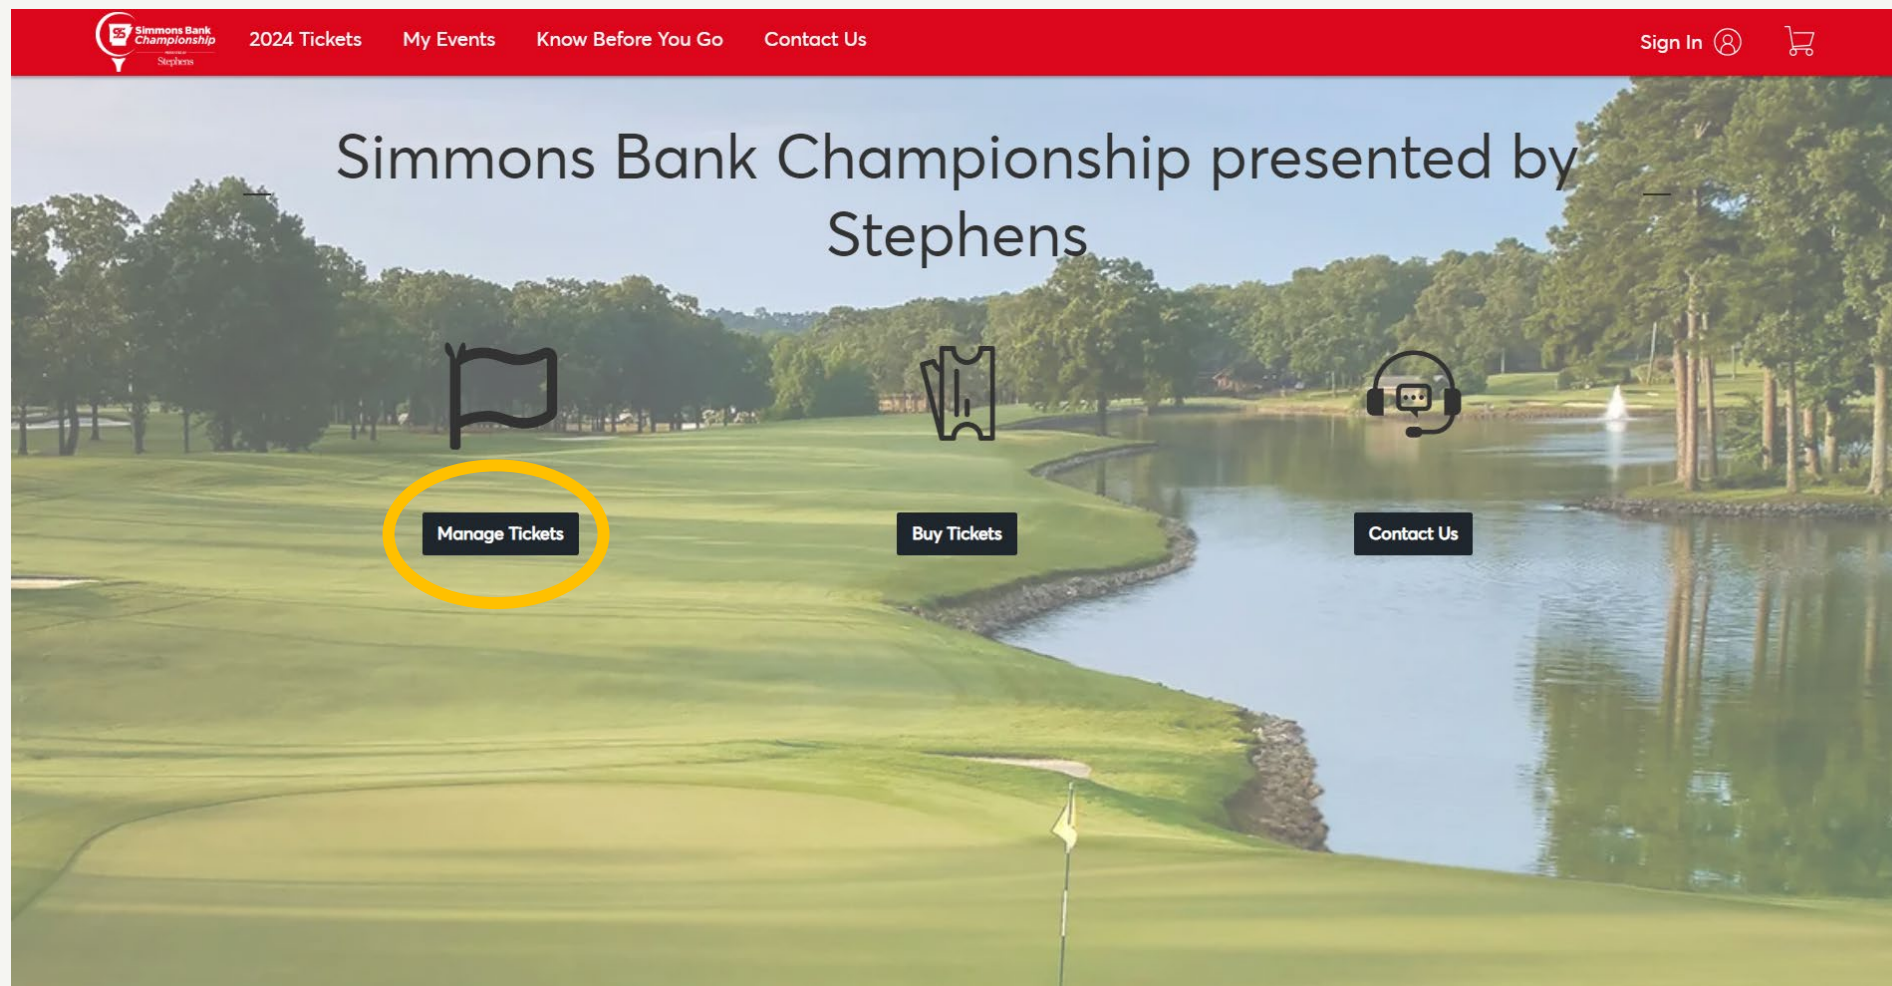 Simmons Bank
Championship
Stephens
2024 Tickets
My Events
Know Before You Go
Contact Us
Sign In
Simmons Bank Championship presented by
Stephens
Manage Tickets
Buy Tickets
Contact Us